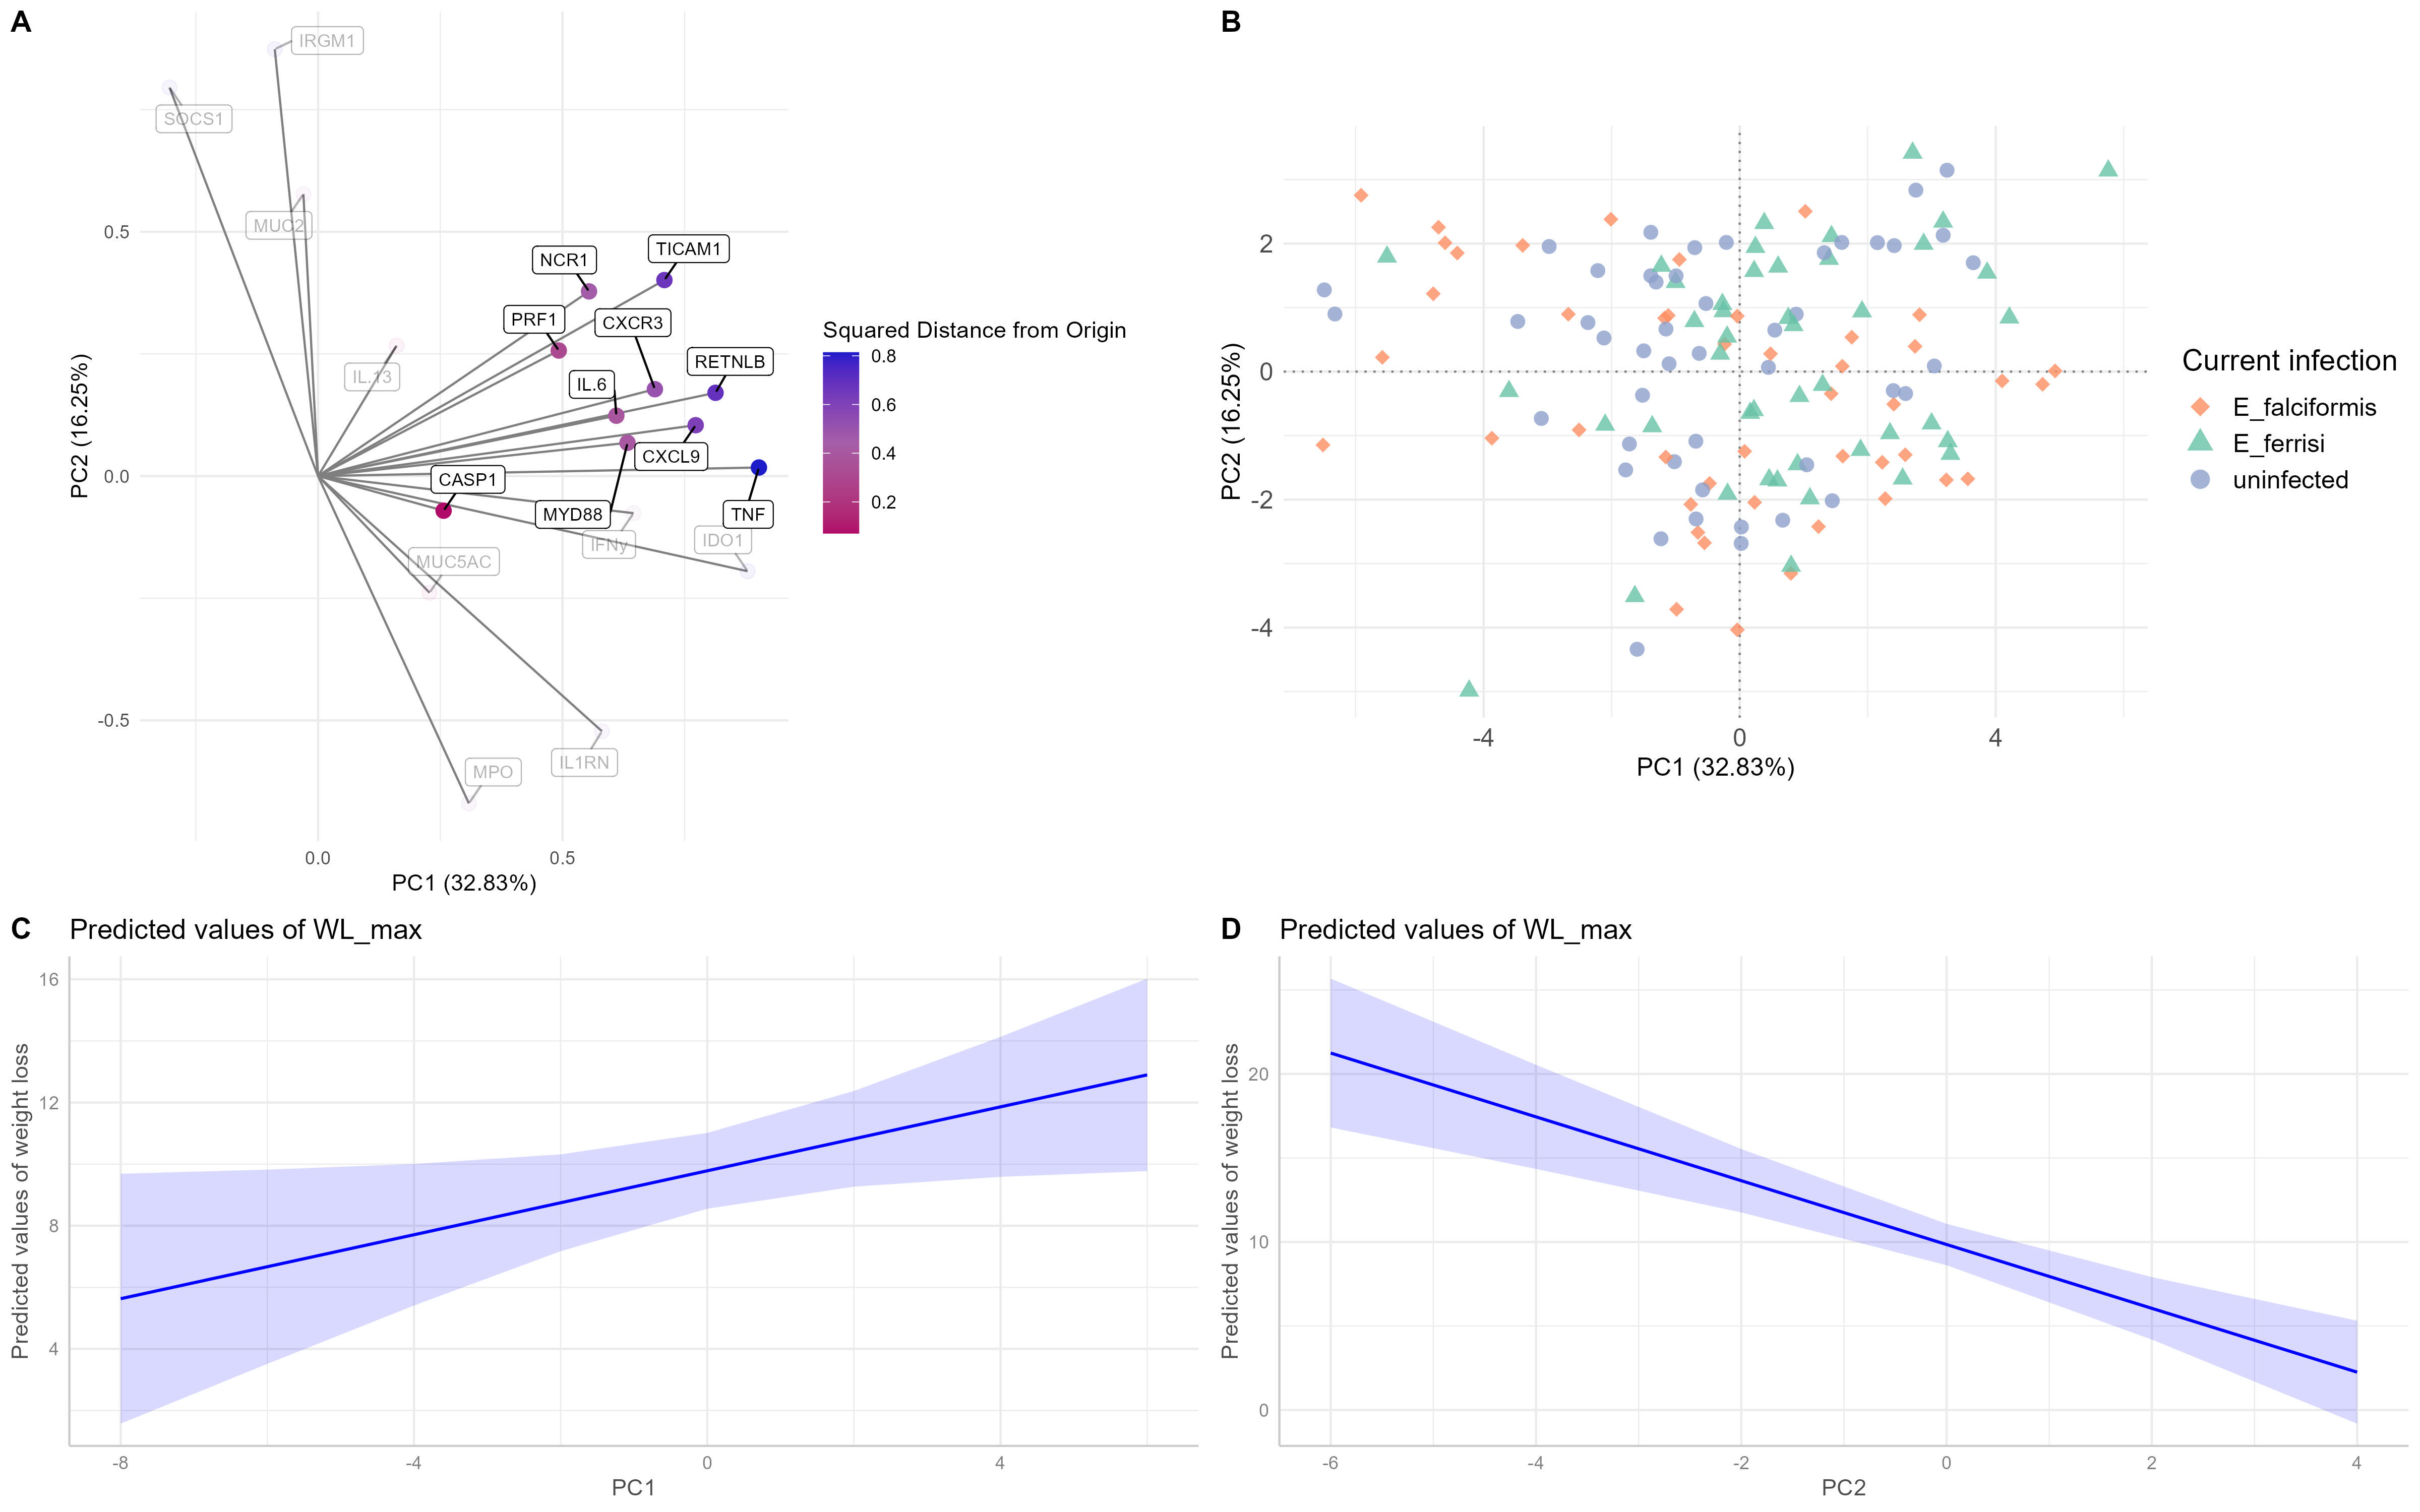 A
IRGM1
SOCS1
MUC2
0.5
NCR1
TICAM1
PRF1
CXCR3
IL.13
IL.6
RETNLB
CXCL9
0.0
CASP1
MYD88
TNF
IFNy
IDO1
MUC5AC
-0.5
IL1RN
MPO
0.0
0.5
PC1 (32.83%)
PC2 (16.25%)
Squared Distance from Origin
0.8
0.6
0.4
0.2
B
2
0
-2
-4
-4
0
4
PC1 (32.83%)
PC2 (16.25%)
Current infection
E_falciformis
E_ferrisi
uninfected
C
Predicted values of WL_max
16
12
8
4
-8
-4
0
4
PC1
Predicted values of weight loss
D
Predicted values of WL_max
20
10
0
-6
-4
-2
0
2
4
PC2
Predicted values of weight loss